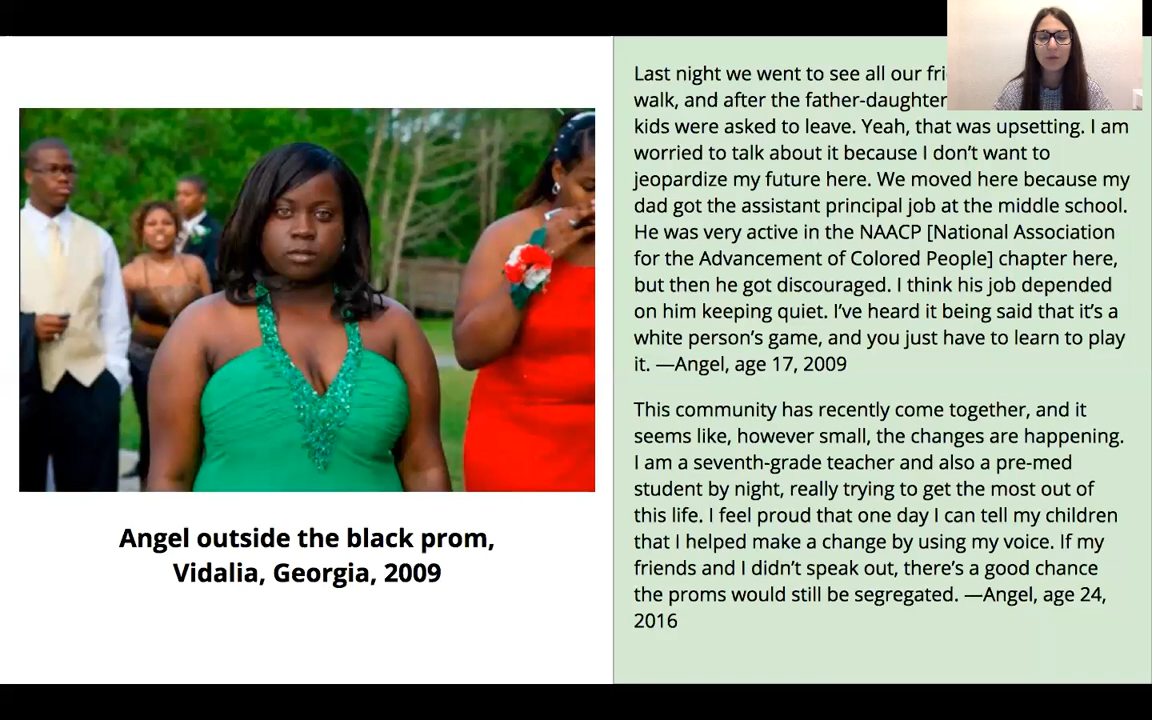 Angel outside the black prom,
Vidalia, Georgia, 2009
Last night we went to see all our
walk, and after the father-daughter
kids were asked to leave. Yeah, that was upsetting. I am
worried to talk about it because I don’t want to
jeopardize my future here. We moved here because my
dad got the assistant principal job at the middle school.
He was very active in the NAACP [National Association
for the Advancement of Colored People] chapter here,
but then he got discouraged. I think his job depended
on him keeping quiet. I’ve heard it being said that it’s a
white person’s game, and you just have to learn to play
it. —Angel, age 17, 2009
This community has recently come together, and it
seems like, however small, the changes are happening.
I am a seventh-grade teacher and also a pre-med
student by night, really trying to get the most out of
this life. I feel proud that one day I can tell my children
that I helped make a change by using my voice. If my
friends and I didn’t speak out, there’s a good chance
the proms would still be segregated. —Angel, age 24,
2016